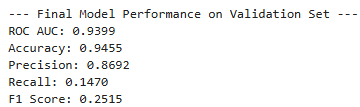 --- Final Model Performance on Validation Set ---
ROC AUC: 0.9399
Accuracy: 0.9455
Precision: 0.8692
Recall: 0.1470
F1 Score: 0.2515